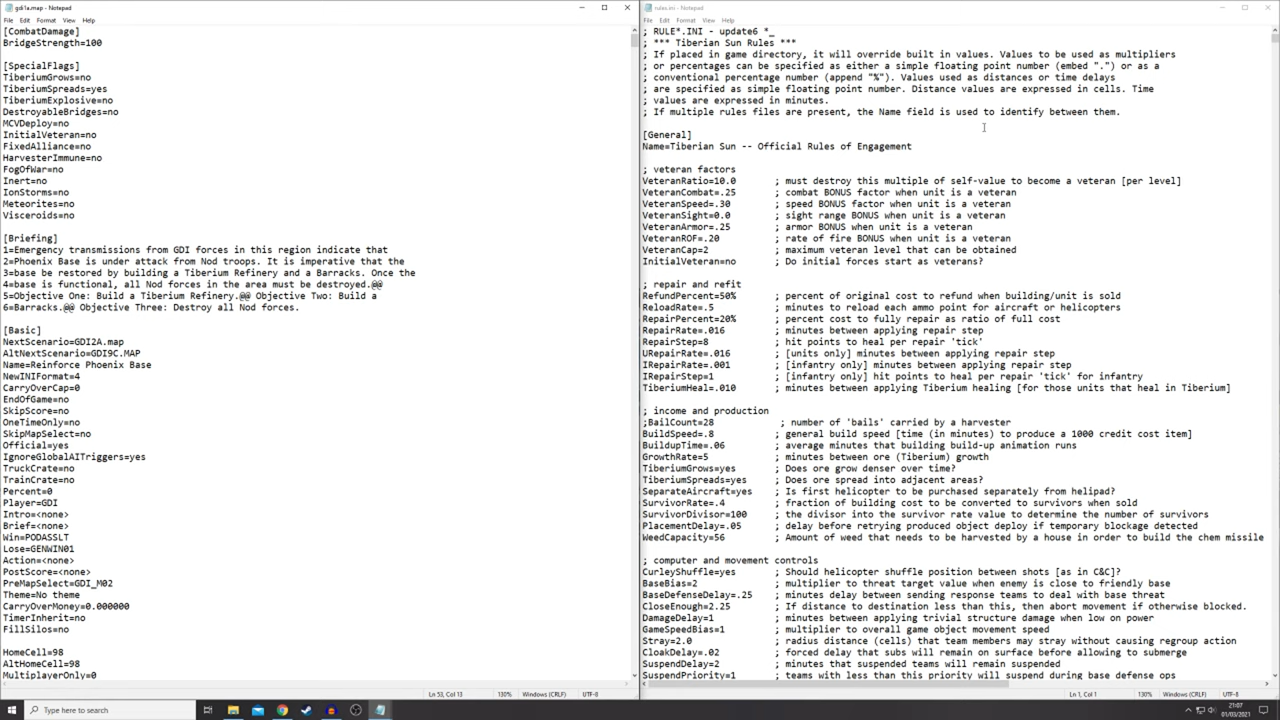 gdi1a.map - Notepad
File Edit Format View Help
[CombatDamage]
BridgeStrength=100
[SpecialFlags]
TiberiumGrows=no
TiberiumSpreads=yes
TiberiumExplosive=no
DestroyableBridges=no
MCVDeploy=no
InitialVeteran=no
FixedAlliance=no
HarvesterImmune=no
FogOfWar=no
Inert=no
IonStorms=no
Meteorites=no
Visceroids=no
[Briefing]
1=Emergency transmissions from GDI forces in this region indicate that
2=Phoenix Base is under attack from Nod troops. It is imperative that the
3=base be restored by building a Tiberium Refinery and a Barracks. Once the
4=base is functional, all Nod forces in the area must be destroyed.@@
5=Objective One: Build a Tiberium Refinery.@@ Objective Two: Build a
6=Barracks.@@ Objective Three: Destroy all Nod forces.
[Basic]
NextScenario=GDI2A.map
AltNextScenario=GDI9C.MAP
Name=Reinforce Phoenix Base
NewINIFormat=4
CarryOverCap=0
EndOfGame=no
SkipScore=no
OneTimeOnly=no
SkipMapSelect=no
Official=yes
IgnoreGlobalAITriggers=yes
TruckCrate=no
TrainCrate=no
Percent=0
Player=GDI
Intro=<none>
Brief=<none>
Win=PODASSLT
Lose=GENWIN01
Action=<none>
PostScore=<none>
PreMapSelect=GDI_M02
Theme=No theme
CarryOverMoney=0.000000
TimerInherit=no
FillSilos=no
HomeCell=98
AltHomeCell=98
MultiplayerOnly=0
Ln 53, Col 13 130% Windows (CRLF) UTF-8
rules.ini - Notepad
File Edit Format View Help
; RULE*.INI - update6 *_
; *** Tiberian Sun Rules ***
; If placed in game directory, it will override built in values. Values to be used as multipliers
; or percentages can be specified as either a simple floating point number (embed ".") or as a
; conventional percentage number (append "%"). Values used as distances or time delays
; are specified as simple floating point number. Distance values are expressed in cells. Time
; values are expressed in minutes.
; If multiple rules files are present, the Name field is used to identify between them.
[General]
Name=Tiberian Sun -- Official Rules of Engagement
; veteran factors
VeteranRatio=10.0 ; must destroy this multiple of self-value to become a veteran [per level]
VeteranCombat=.25 ; combat BONUS factor when unit is a veteran
VeteranSpeed=.30 ; speed BONUS factor when unit is a veteran
VeteranSight=0.0 ; sight range BONUS when unit is a veteran
VeteranArmor=.25 ; armor BONUS when unit is a veteran
VeteranROF=.20 ; rate of fire BONUS when unit is a veteran
VeteranCap=2 ; maximum veteran level that can be obtained
InitialVeteran=no ; Do initial forces start as veterans?
; repair and refit
RefundPercent=50% ; percent of original cost to refund when building/unit is sold
ReloadRate=.5 ; minutes to reload each ammo point for aircraft or helicopters
RepairPercent=20% ; percent cost to fully repair as ratio of full cost
RepairRate=.016 ; minutes between applying repair step
RepairStep=8 ; hit points to heal per repair 'tick'
URepairRate=.016 ; [units only] minutes between applying repair step
IRepairRate=.001 ; [infantry only] minutes between applying repair step
IRepairStep=1 ; [infantry only] hit points to heal per repair 'tick' for infantry
TiberiumHeal=.010 ; minutes between applying Tiberium healing [for those units that heal in Tiberium]
; income and production
;BailCount=28 ; number of 'bails' carried by a harvester
BuildSpeed=.8 ; general build speed [time (in minutes) to produce a 1000 credit cost item]
BuildupTime=.06 ; average minutes that building build-up animation runs
GrowthRate=5 ; minutes between ore (Tiberium) growth
TiberiumGrows=yes ; Does ore grow denser over time?
TiberiumSpreads=yes ; Does ore spread into adjacent areas?
SeparateAircraft=yes ; Is first helicopter to be purchased separately from helipad?
SurvivorRate=.4 ; fraction of building cost to be converted to survivors when sold
SurvivorDivisor=100 ; the divisor into the survivor rate value to determine the number of survivors
PlacementDelay=.05 ; delay before retrying produced object deploy if temporary blockage detected
WeedCapacity=56 ; Amount of weed that needs to be harvested by a house in order to build the chem missile
; computer and movement controls
CurleyShuffle=yes ; Should helicopter shuffle position between shots [as in C&C]?
BaseBias=2 ; multiplier to threat target value when enemy is close to friendly base
BaseDefenseDelay=.25 ; minutes delay between sending response teams to deal with base threat
CloseEnough=2.25 ; If distance to destination less than this, then abort movement if otherwise blocked.
DamageDelay=1 ; minutes between applying trivial structure damage when low on power
GameSpeedBias=1 ; multiplier to overall game object movement speed
Stray=2.0 ; radius distance (cells) that team members may stray without causing regroup action
CloakDelay=.02 ; forced delay that subs will remain on surface before allowing to submerge
SuspendDelay=2 ; minutes that suspended teams will remain suspended
SuspendPriority=1 ; teams with less than this priority will suspend during base defense ops
Ln 1, Col 1 130% Windows (CRLF) UTF-8
Type here to search
21:07
01/03/2021